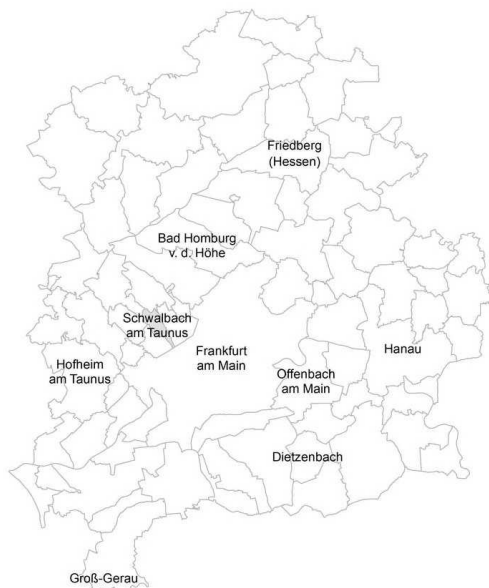 Friedberg
(Hessen)
Bad Homburg
v. d. Höhe
Schwalbach
am Taunus
Frankfurt
am Main
Hanau
Hofheim
am Taunus
Offenbach
am Main
Dietzenbach
Groß-Gerau